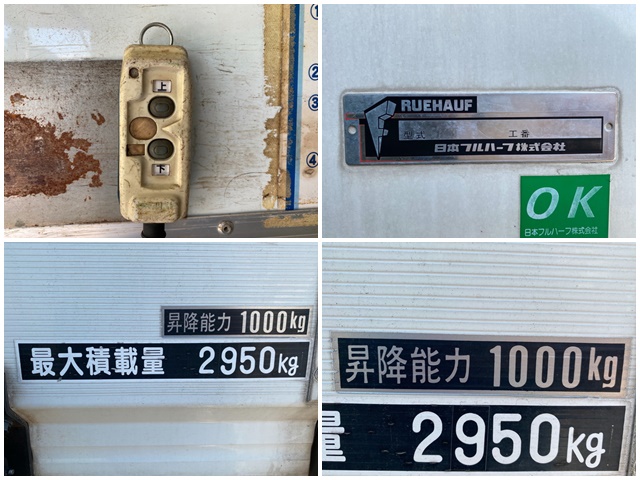 上
下
①
②
③
④
RUEHAUF
型式
工番
日本フルハーフ株式会社
OK
日本フルハーフ株式会社
昇降能力 1000kg
最大積載量 2950kg
昇降能力 1000kg
量 2950kg